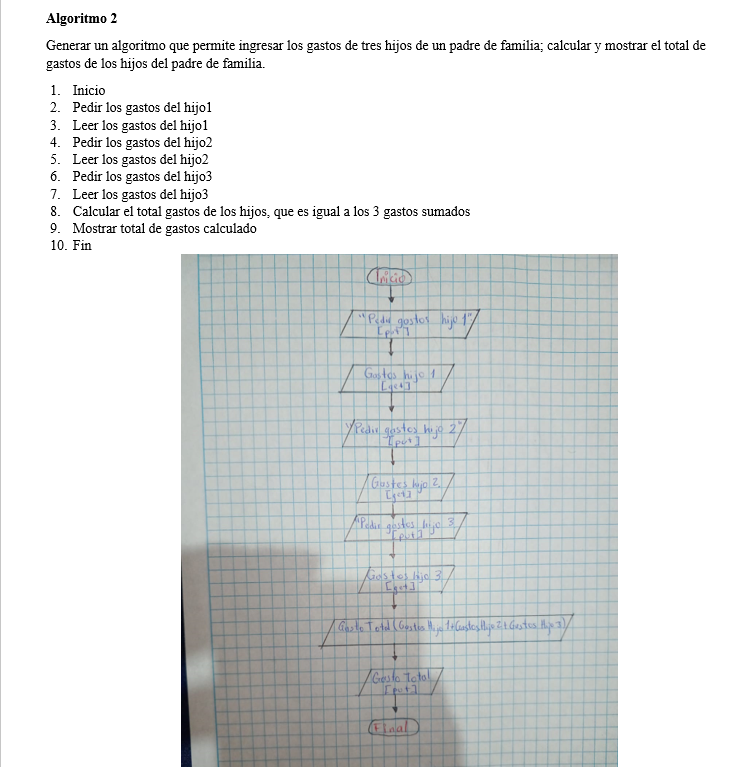 Algoritmo 2
Generar un algoritmo que permite ingresar los gastos de tres hijos de un padre de familia; calcular y mostrar el total de
gastos de los hijos del padre de familia.
1. Inicio
2. Pedir los gastos del hijo1
3. Leer los gastos del hijo1
4. Pedir los gastos del hijo2
5. Leer los gastos del hijo2
6. Pedir los gastos del hijo3
7. Leer los gastos del hijo3
8. Calcular el total gastos de los hijos, que es igual a los 3 gastos sumados
9. Mostrar total de gastos calculado
10. Fin
Inicio
"Pedir gastos hijo 1"
[put]
Gastos hijo 1
[get]
"Pedir gastos hijo 2"
[put]
Gastos hijo 2
[get]
"Pedir gastos hijo 3
[put]
Gastos hijo 3
[get]
Gasto Total (Gastos Hijo 1+Gastos Hijo 2+Gastos Hijo 3)
Gasto Total
[put]
Final